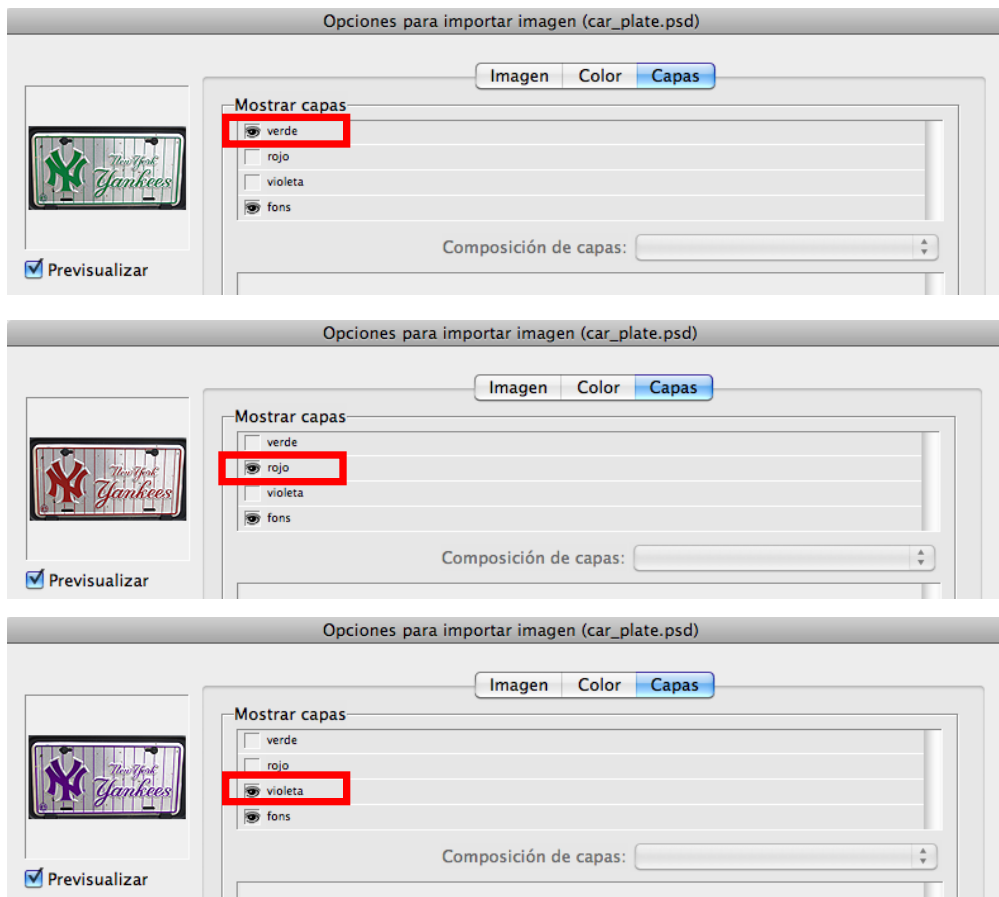 Opciones para importar imagen (car_plate.psd)
Imagen Color Capas
Mostrar capas
verde
rojo
violeta
fons
New York
Yankees
Composición de capas:
Previsualizar
Opciones para importar imagen (car_plate.psd)
Imagen Color Capas
Mostrar capas
verde
rojo
violeta
fons
New York
Yankees
Composición de capas:
Previsualizar
Opciones para importar imagen (car_plate.psd)
Imagen Color Capas
Mostrar capas
verde
rojo
violeta
fons
New York
Yankees
Composición de capas:
Previsualizar